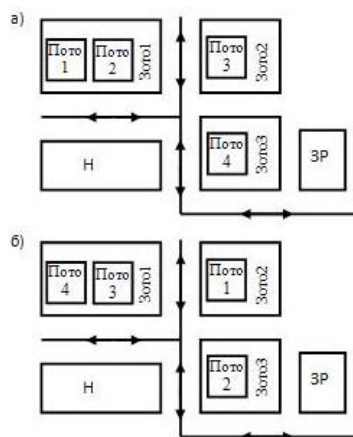 а)
Пото
1
Пото
2
Зото1
Пото
3
Зото2
Н
Пото
4
Зото3
ЗР
б)
Пото
4
Пото
3
Зото1
Пото
1
Зото2
Н
Пото
2
Зото3
ЗР